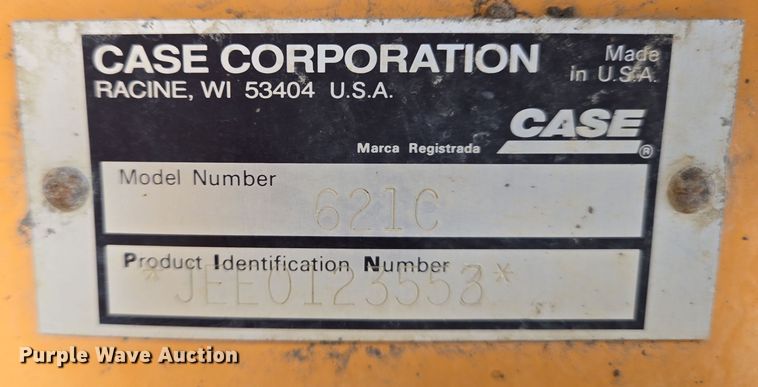 CASE CORPORATION
Made
in U.S.A.
RACINE, WI 53404 U.S.A.
CASE
Marca Registrada
®
Model Number
621C
Product Identification Number
*JEE0123553*
Purple Wave Auction